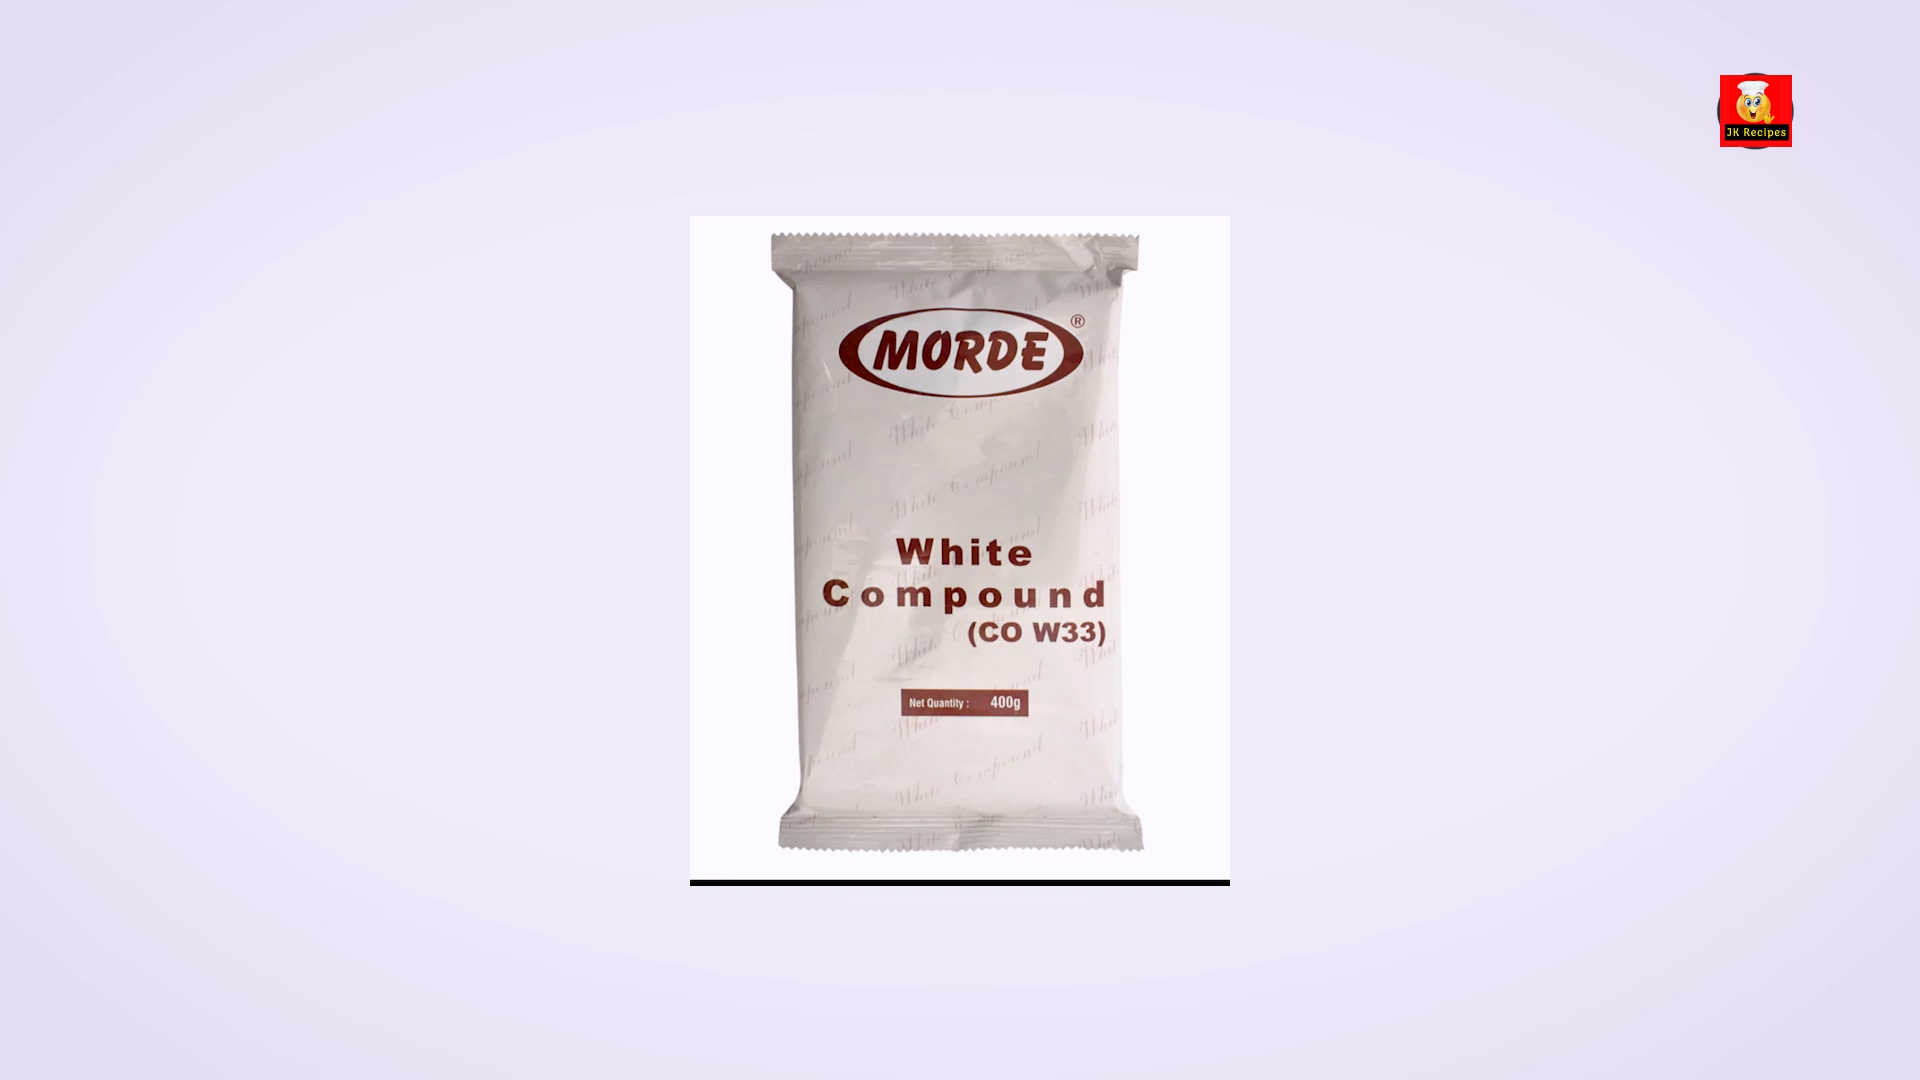 JK Recipes
MORDE®
White
Compound
(CO W33)
Net Quantity : 400g